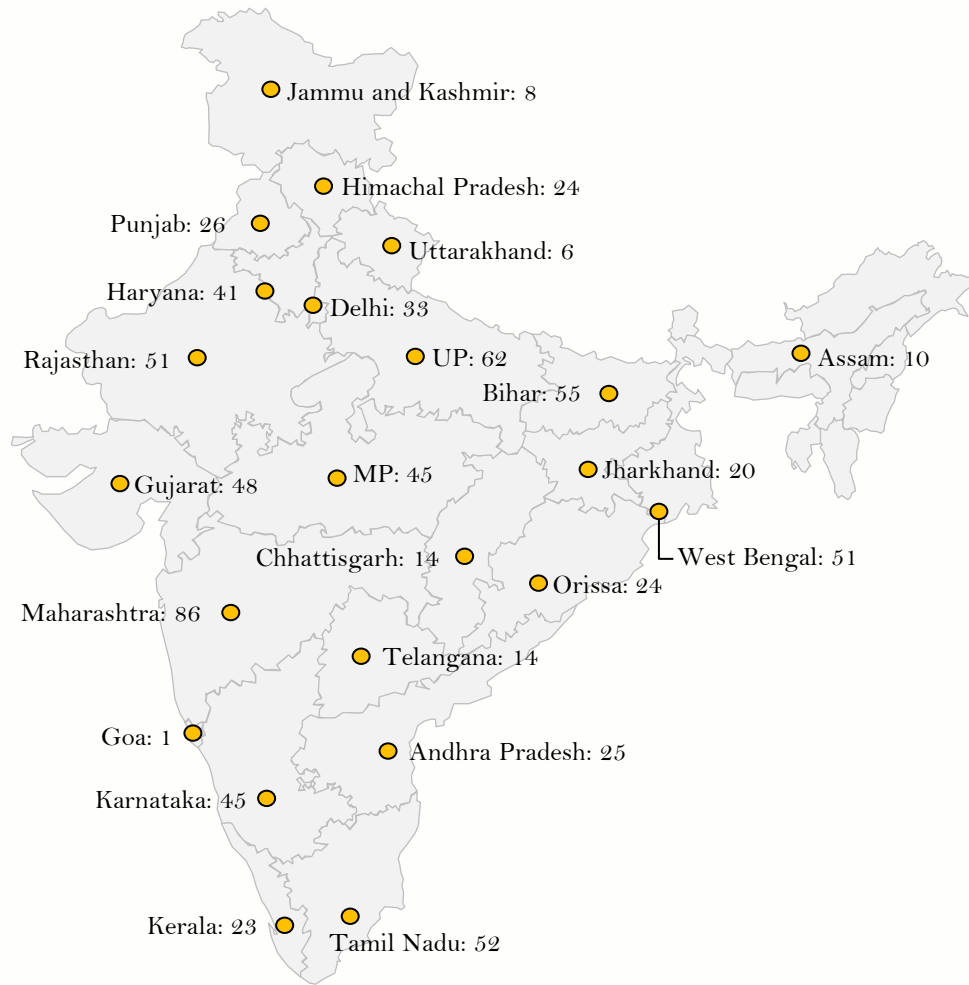 Jammu and Kashmir: 8
Himachal Pradesh: 24
Punjab: 26
Uttarakhand: 6
Haryana: 41
Delhi: 33
Rajasthan: 51
UP: 62
Assam: 10
Bihar: 55
Jharkhand: 20
MP: 45
Gujarat: 48
Chhattisgarh: 14
West Bengal: 51
Orissa: 24
Maharashtra: 86
Telangana: 14
Goa: 1
Andhra Pradesh: 25
Karnataka: 45
Kerala: 23
Tamil Nadu: 52